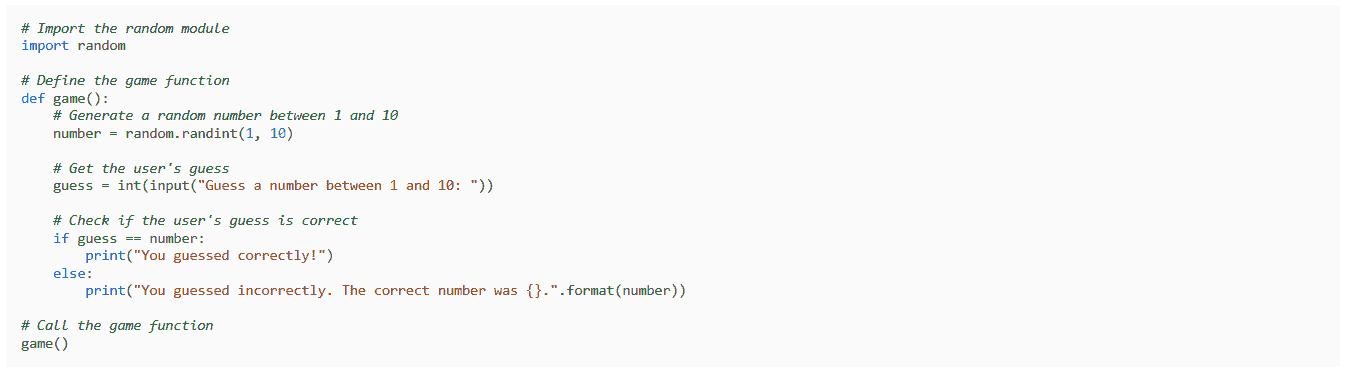 # Import the random module
import random

# Define the game function
def game():
    # Generate a random number between 1 and 10
    number = random.randint(1, 10)

    # Get the user's guess
    guess = int(input("Guess a number between 1 and 10: "))

    # Check if the user's guess is correct
    if guess == number:
        print("You guessed correctly!")
    else:
        print("You guessed incorrectly. The correct number was {}.".format(number))

# Call the game function
game()